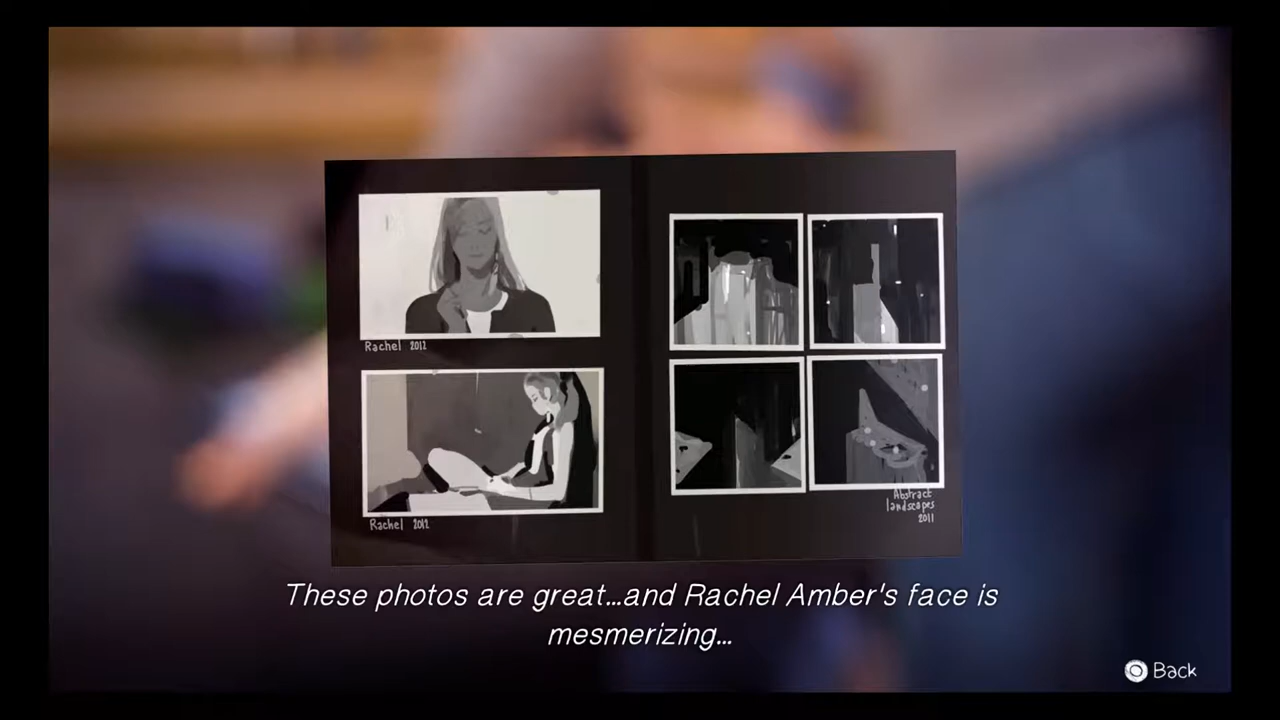 Rachel 2012
Rachel 2012
Abstract
landscapes
2011
These photos are great...and Rachel Amber's face is
mesmerizing...
Back